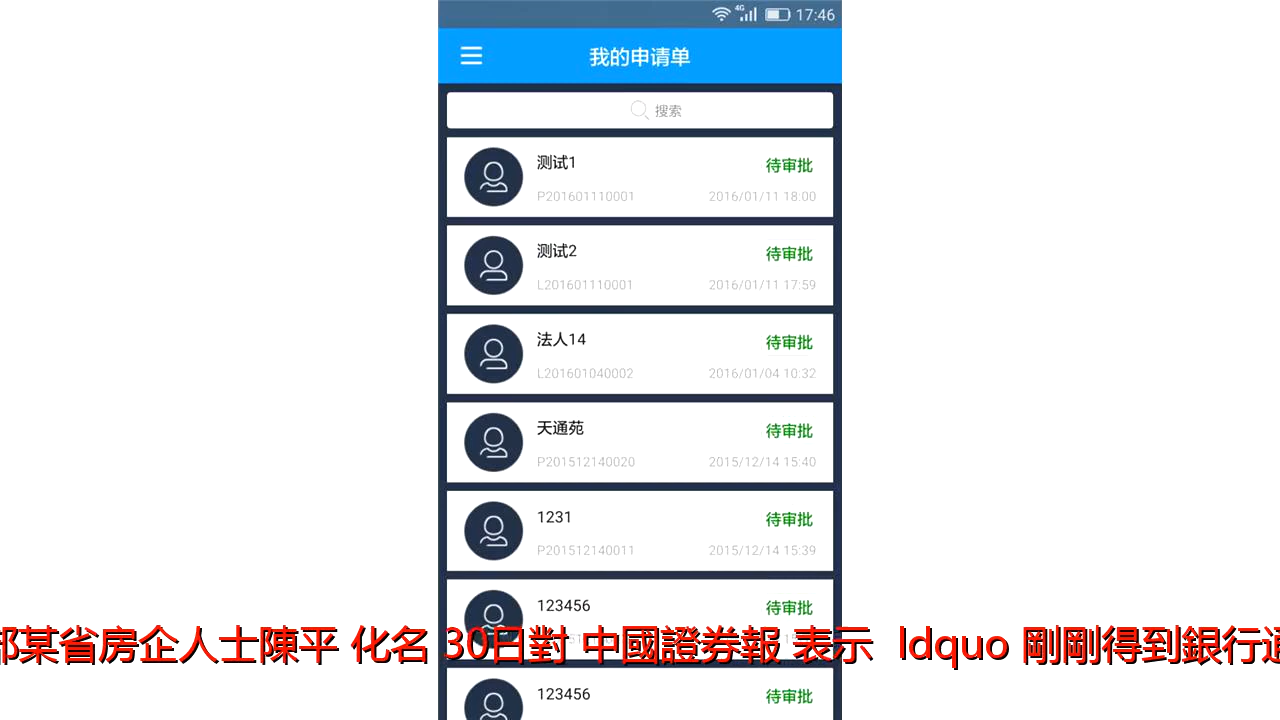 4G 17:46
我的申请单
搜索
测试1 待审批
P201601110001 2016/01/11 18:00
测试2 待审批
L201601110001 2016/01/11 17:59
法人14 待审批
L201601040002 2016/01/04 10:32
天通苑 待审批
P201512140020 2015/12/14 15:40
1231 待审批
P201512140011 2015/12/14 15:39
123456 待审批
部某省房企人士陳平 化名 30日對 中國證券報 表示 ldquo 剛剛得到銀行通
123456 待审批